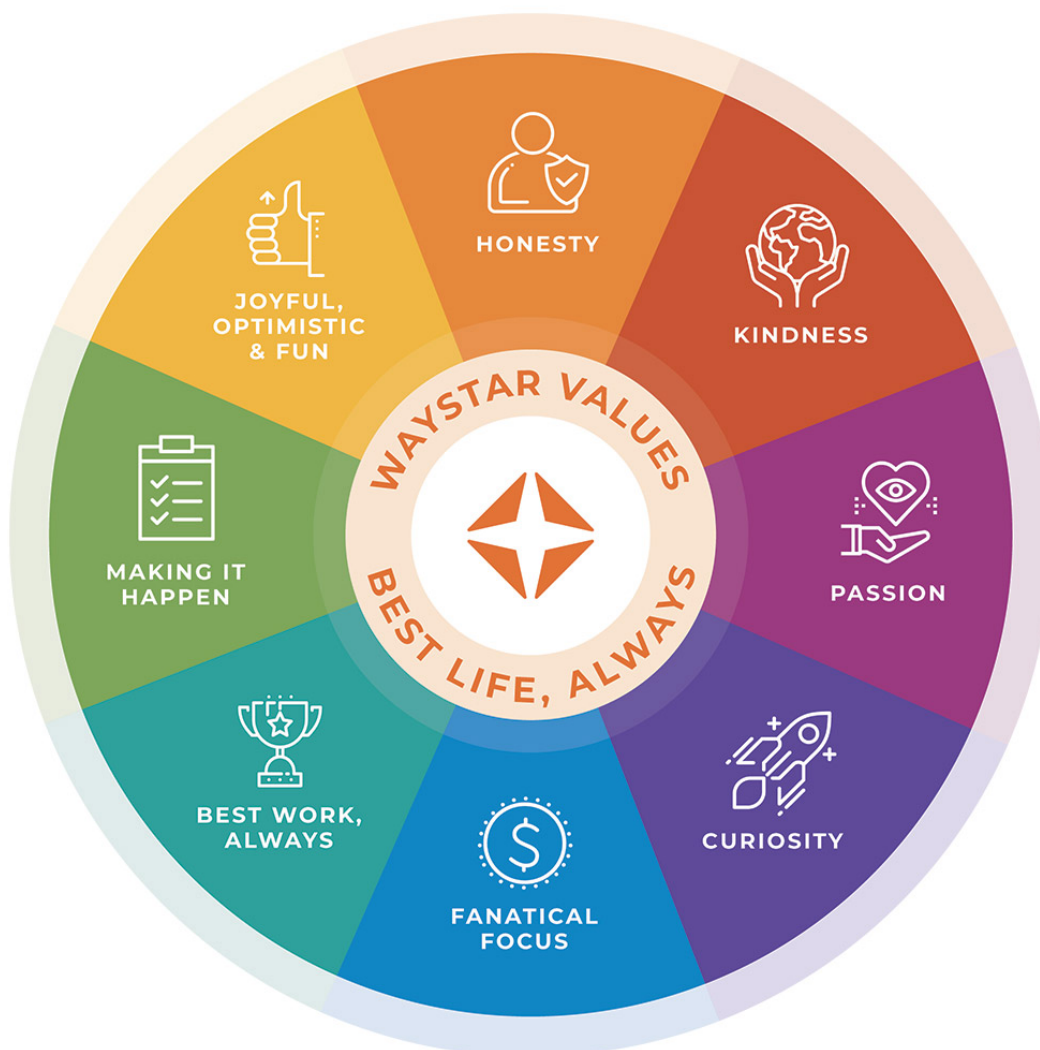 WAYSTAR VALUES
BEST LIFE, ALWAYS
HONESTY
KINDNESS
PASSION
CURIOSITY
FANATICAL
FOCUS
BEST WORK,
ALWAYS
MAKING IT
HAPPEN
JOYFUL,
OPTIMISTIC
& FUN
$